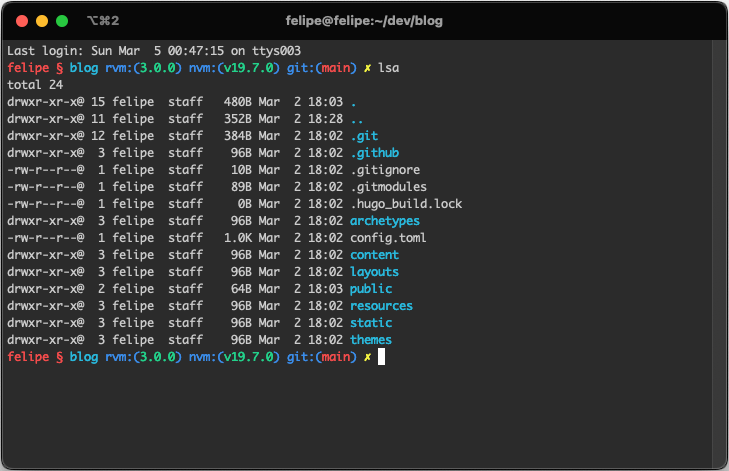 ⌥⌘2 felipe@felipe:~/dev/blog
Last login: Sun Mar  5 00:47:15 on ttys003
felipe § blog rvm:(3.0.0) nvm:(v19.7.0) git:(main) ✗ lsa
total 24
drwxr-xr-x@ 15 felipe  staff   480B Mar  2 18:03 .
drwxr-xr-x@ 11 felipe  staff   352B Mar  2 18:28 ..
drwxr-xr-x@ 12 felipe  staff   384B Mar  2 18:02 .git
drwxr-xr-x@  3 felipe  staff    96B Mar  2 18:02 .github
-rw-r--r--@  1 felipe  staff    10B Mar  2 18:02 .gitignore
-rw-r--r--@  1 felipe  staff    89B Mar  2 18:02 .gitmodules
-rw-r--r--@  1 felipe  staff     0B Mar  2 18:02 .hugo_build.lock
drwxr-xr-x@  3 felipe  staff    96B Mar  2 18:02 archetypes
-rw-r--r--@  1 felipe  staff   1.0K Mar  2 18:02 config.toml
drwxr-xr-x@  3 felipe  staff    96B Mar  2 18:02 content
drwxr-xr-x@  3 felipe  staff    96B Mar  2 18:02 layouts
drwxr-xr-x@  2 felipe  staff    64B Mar  2 18:03 public
drwxr-xr-x@  3 felipe  staff    96B Mar  2 18:02 resources
drwxr-xr-x@  3 felipe  staff    96B Mar  2 18:02 static
drwxr-xr-x@  3 felipe  staff    96B Mar  2 18:02 themes
felipe § blog rvm:(3.0.0) nvm:(v19.7.0) git:(main) ✗